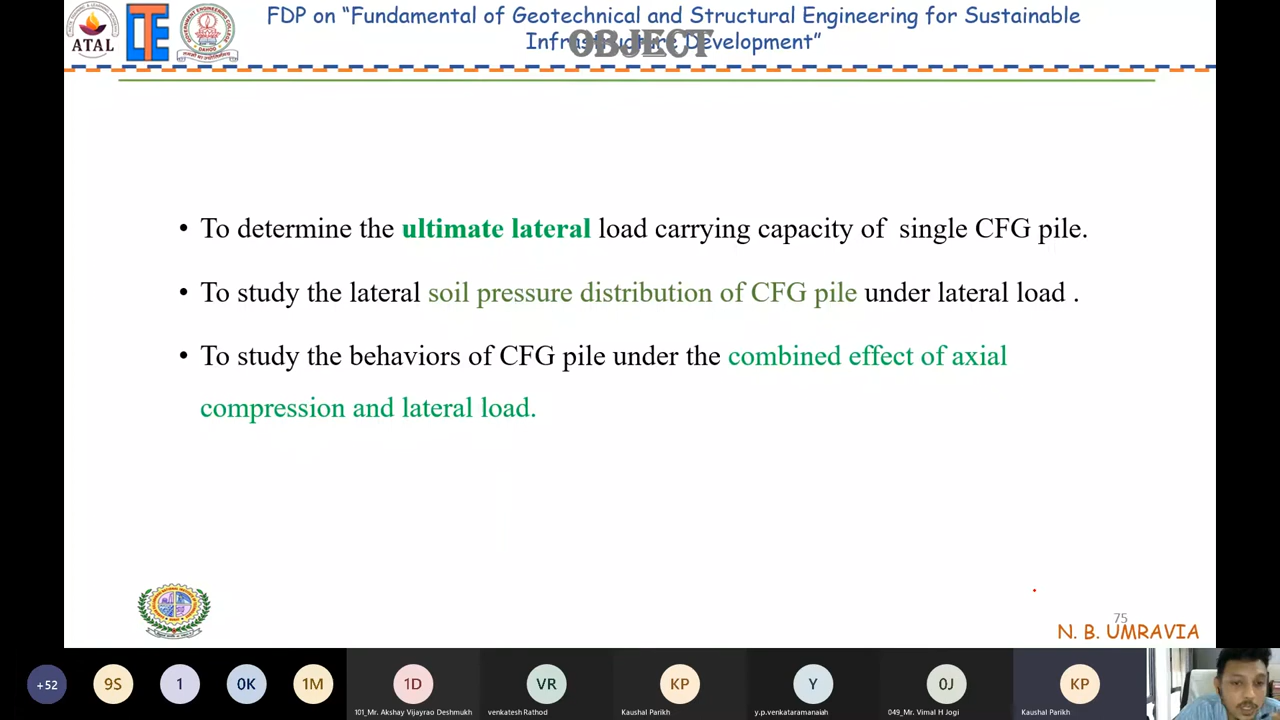 FDP on “Fundamental of Geotechnical and Structural Engineering for Sustainable
Infrastructure Development”
OBJECT
ATAL
• To determine the ultimate lateral load carrying capacity of single CFG pile.
• To study the lateral soil pressure distribution of CFG pile under lateral load .
• To study the behaviors of CFG pile under the combined effect of axial
compression and lateral load.
75
N. B. UMRAVIA
+52
9S
1
0K
1M
1D
VR
KP
Y
0J
KP
101_Mr. Akshay Vijayrao Deshmukh
venkatesh Rathod
Kaushal Parikh
y.p.venkataramanaiah
049_Mr. Vimal H Jogi
Kaushal Parikh